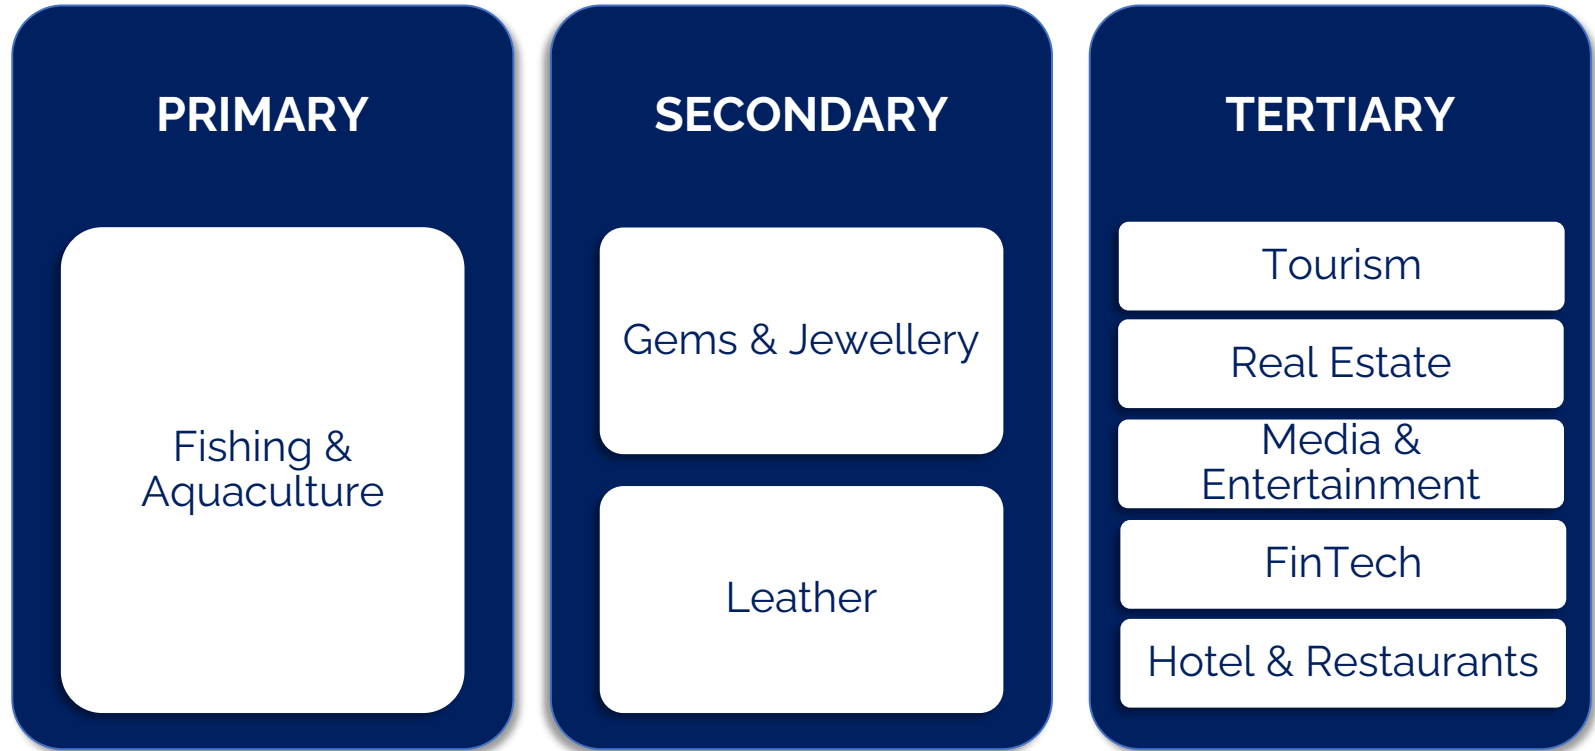 PRIMARY
Fishing &
Aquaculture
SECONDARY
Gems & Jewellery
Leather
TERTIARY
Tourism
Real Estate
Media &
Entertainment
FinTech
Hotel & Restaurants